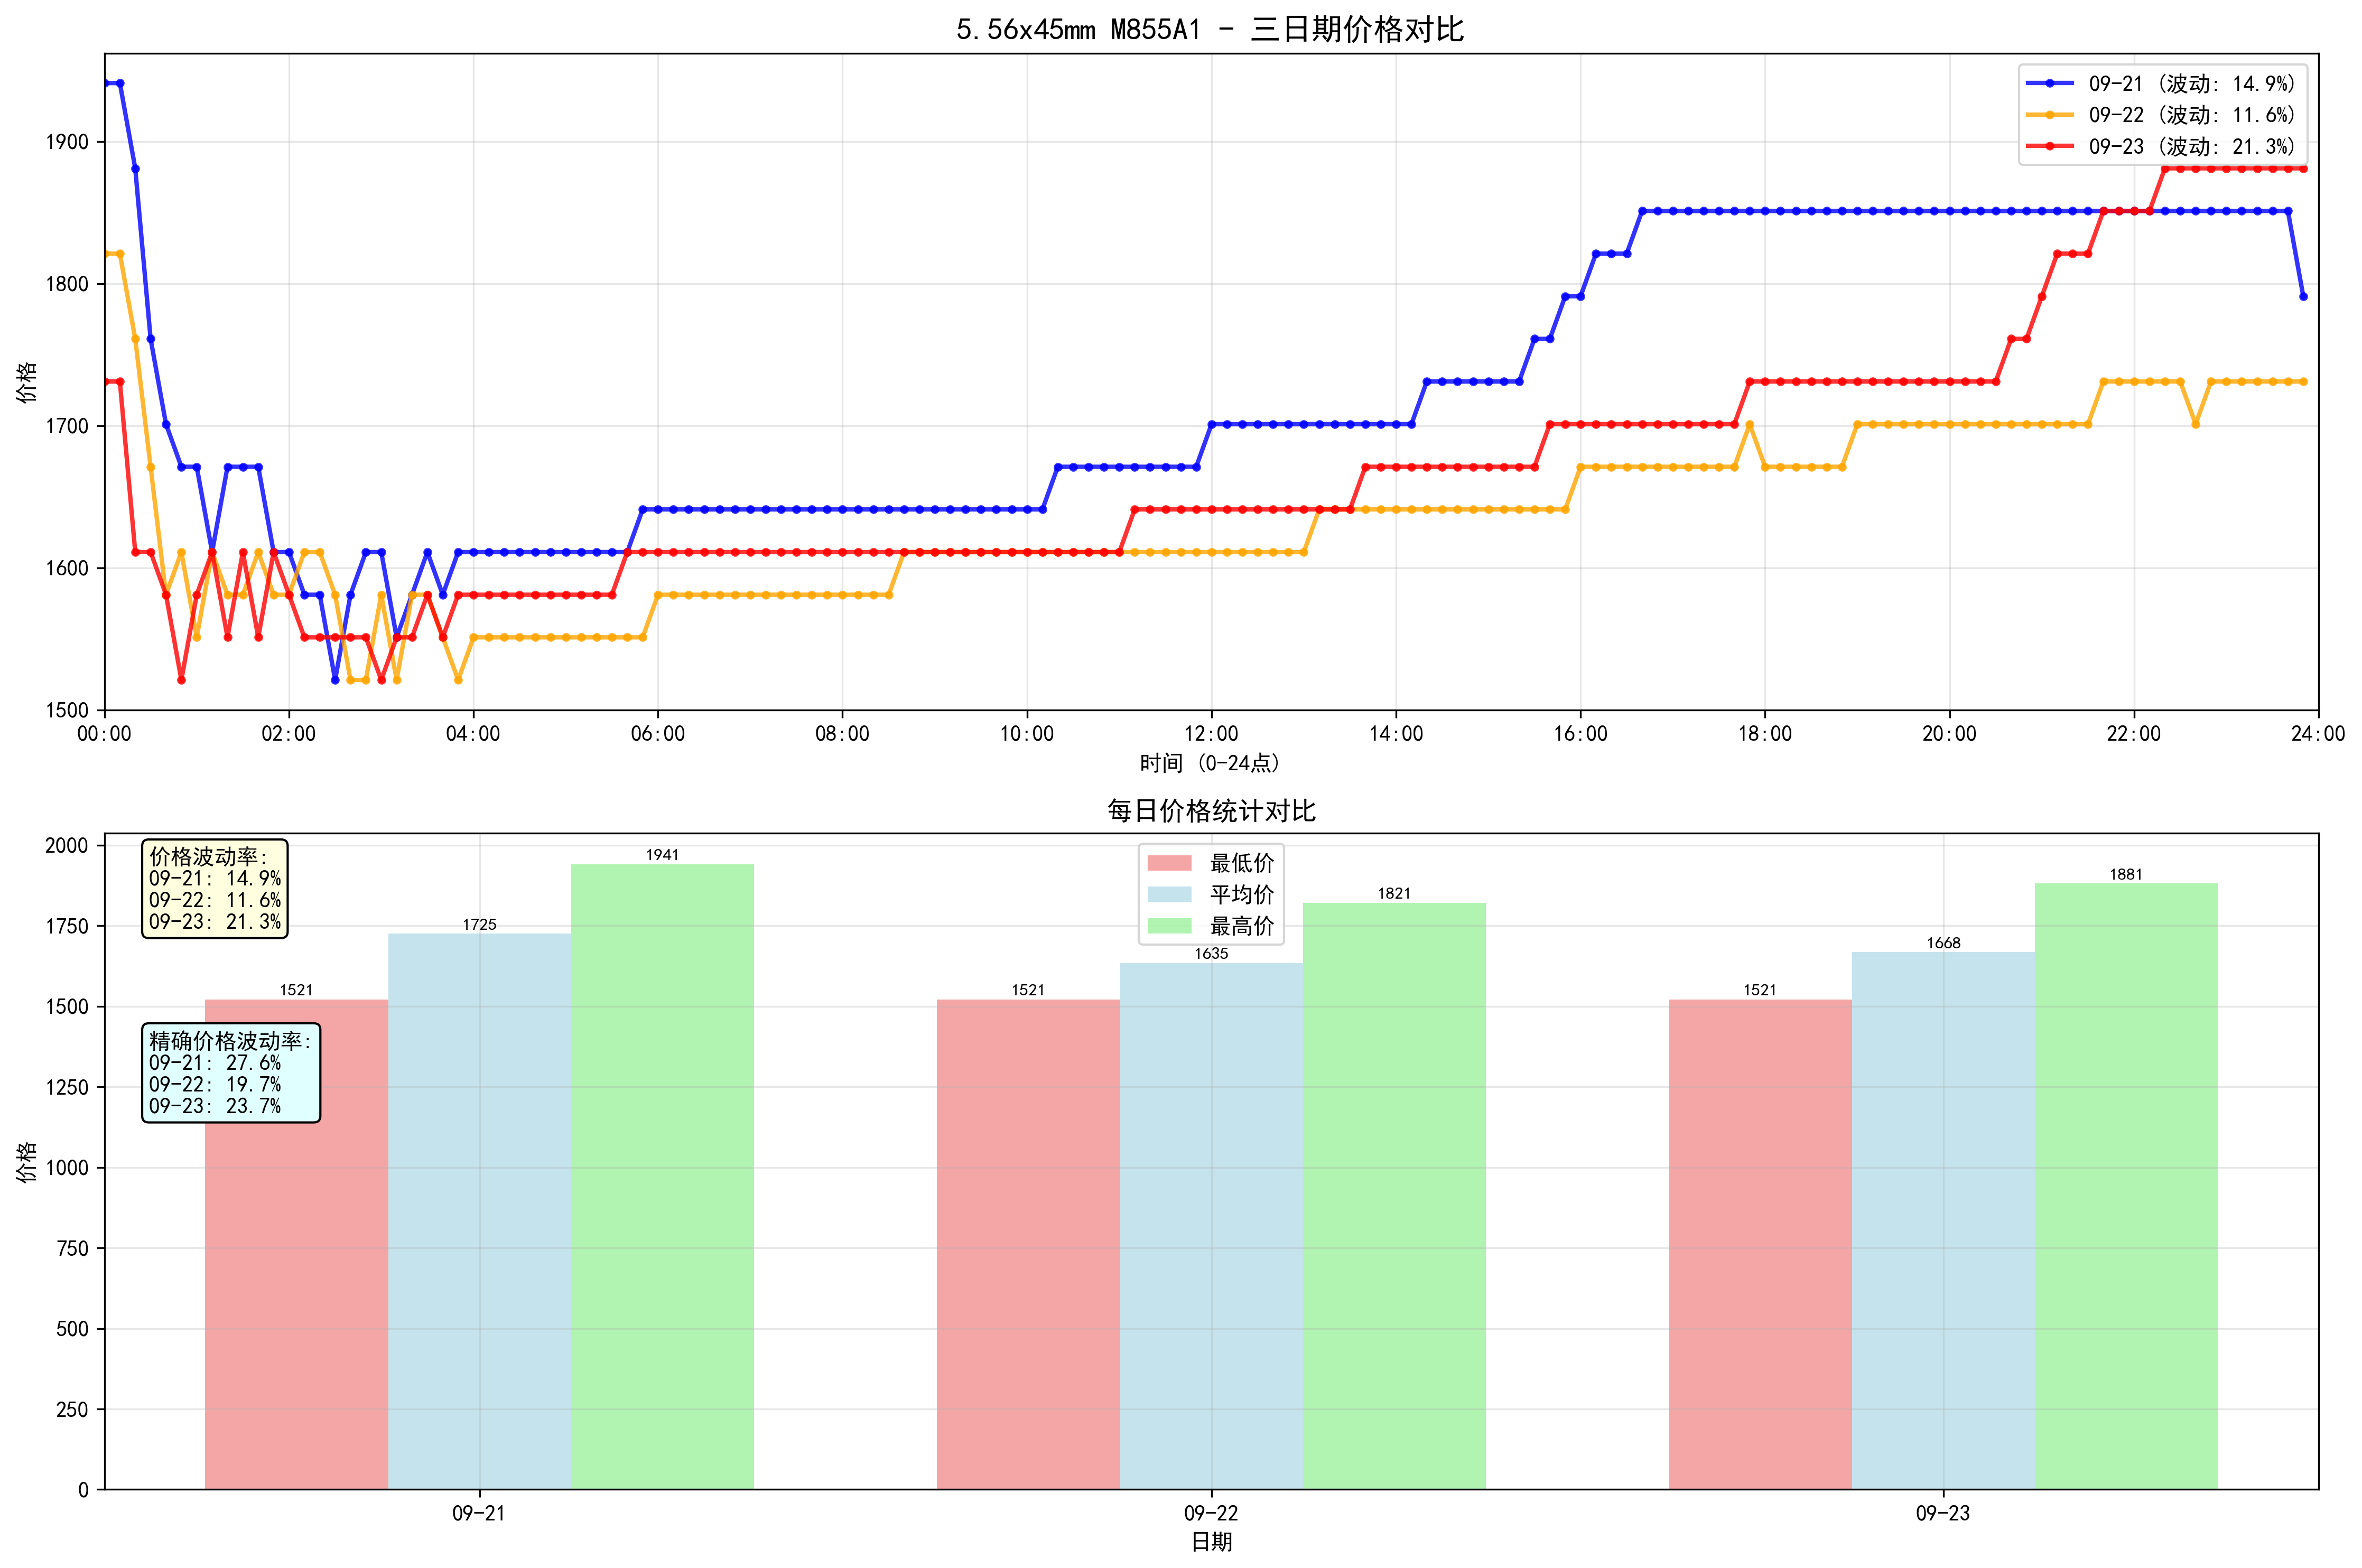 5.56x45mm M855A1 - 三日期价格对比
09-21 (波动: 14.9%)
09-22 (波动: 11.6%)
09-23 (波动: 21.3%)
价格
1900
1800
1700
1600
1500
00:00 02:00 04:00 06:00 08:00 10:00 12:00 14:00 16:00 18:00 20:00 22:00 24:00
时间 (0-24点)
每日价格统计对比
价格
2000
1750
1500
1250
1000
750
500
250
0
价格波动率:
09-21: 14.9%
09-22: 11.6%
09-23: 21.3%
精确价格波动率:
09-21: 27.6%
09-22: 19.7%
09-23: 23.7%
最低价
平均价
最高价
1521 1725 1941
1521 1635 1821
1521 1668 1881
09-21 09-22 09-23
日期